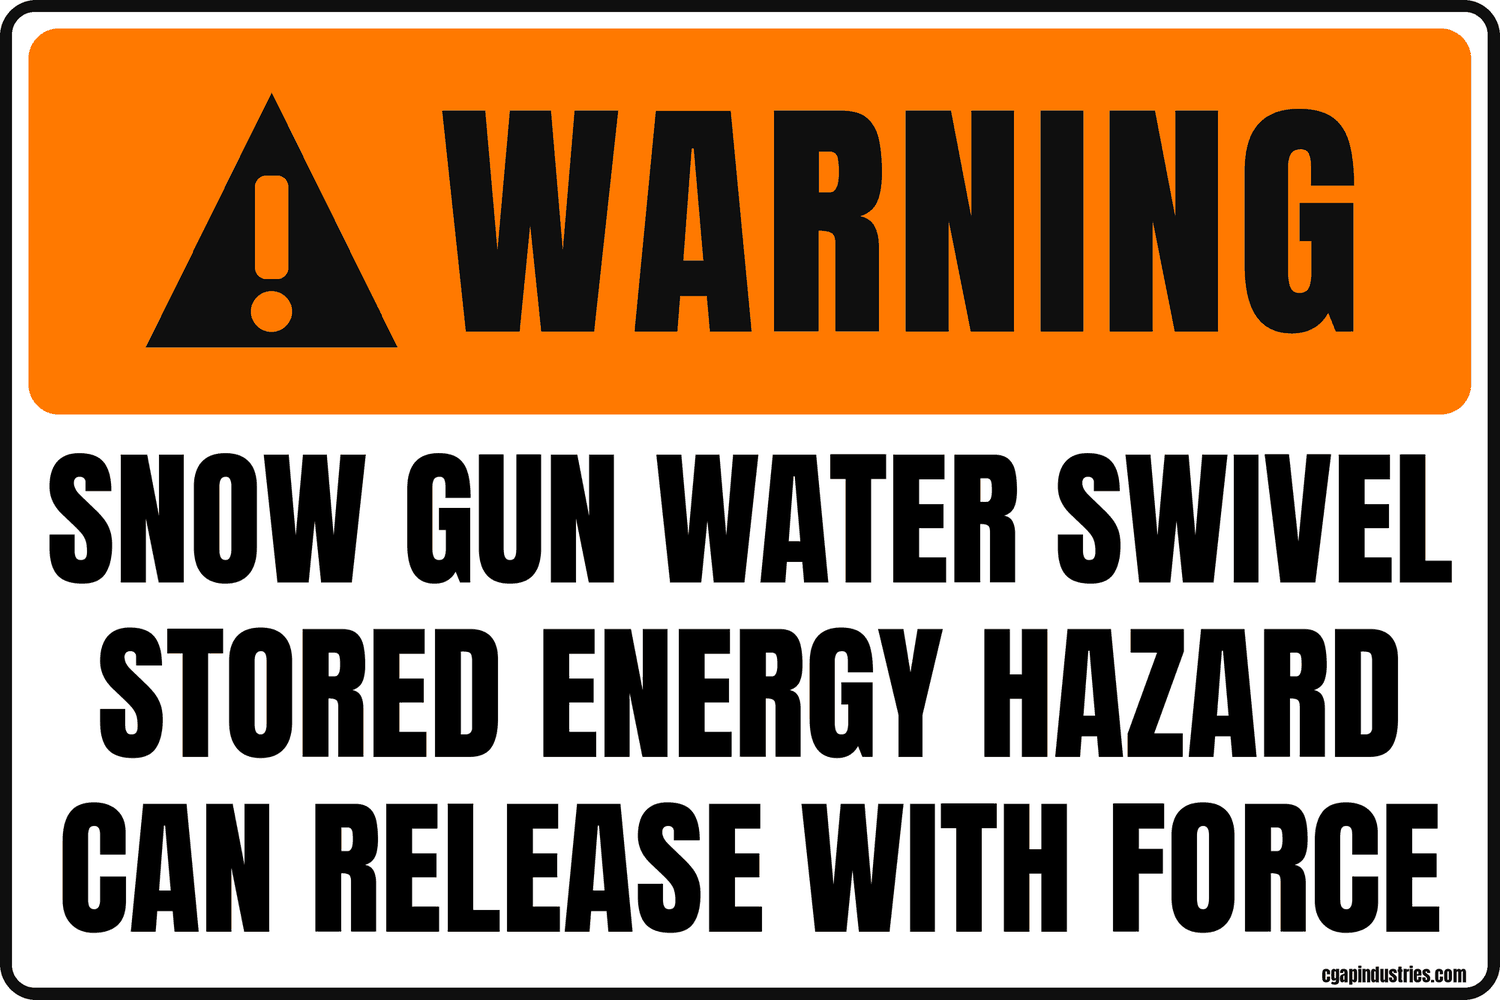 WARNING
SNOW GUN WATER SWIVEL
STORED ENERGY HAZARD
CAN RELEASE WITH FORCE
cgapindustries.com